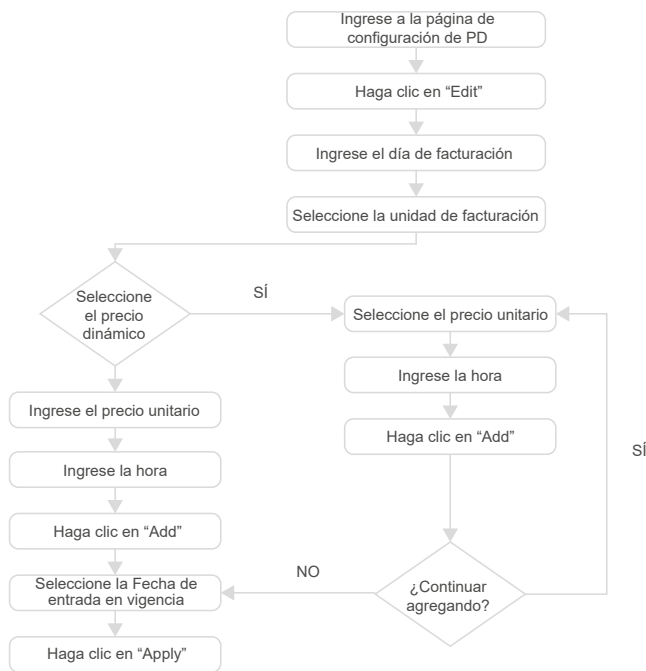 Ingrese a la página de
configuración de PD
Haga clic en “Edit”
Ingrese el día de facturación
Seleccione la unidad de facturación
Seleccione
el precio
dinámico
SÍ
Seleccione el precio unitario
Ingrese la hora
Haga clic en “Add”
SÍ
¿Continuar
agregando?
NO
Ingrese el precio unitario
Ingrese la hora
Haga clic en “Add”
Seleccione la Fecha de
entrada en vigencia
Haga clic en “Apply”